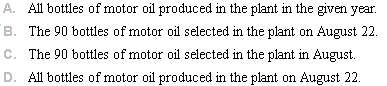 A. All bottles of motor oil produced in the plant in the given year.
B. The 90 bottles of motor oil selected in the plant on August 22.
C. The 90 bottles of motor oil selected in the plant in August.
D. All bottles of motor oil produced in the plant on August 22.